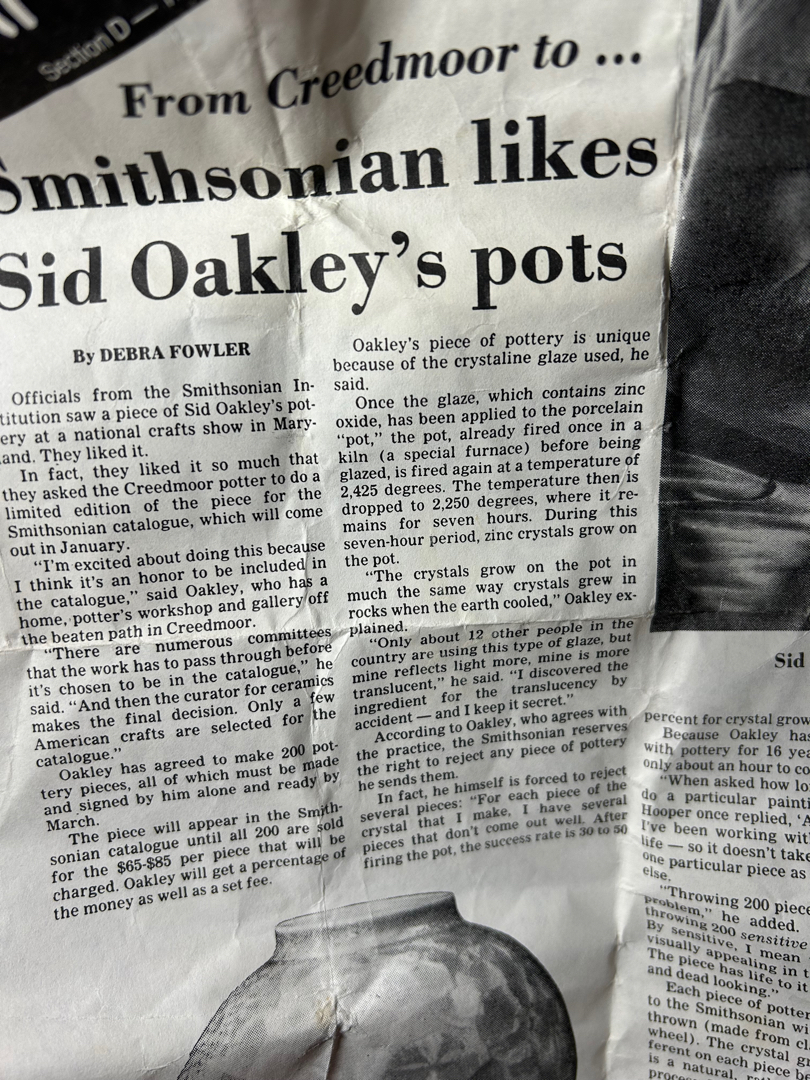 Section D —
From Creedmoor to ...
Smithsonian likes
Sid Oakley's pots
By DEBRA FOWLER
Officials from the Smithsonian In-
titution saw a piece of Sid Oakley's pot-
ery at a national crafts show in Mary-
and. They liked it.
In fact, they liked it so much that
they asked the Creedmoor potter to do a
limited edition of the piece for the
Smithsonian catalogue, which will come
out in January.
"I'm excited about doing this because
I think it's an honor to be included in
the catalogue," said Oakley, who has a
home, potter's workshop and gallery off
the beaten path in Creedmoor.
"There are numerous committees
that the work has to pass through before
it's chosen to be in the catalogue," he
said. "And then the curator for ceramics
makes the final decision. Only a few
American crafts are selected for the
catalogue."
Oakley has agreed to make 200 pot-
tery pieces, all of which must be made
and signed by him alone and ready by
March.
The piece will appear in the Smith-
sonian catalogue until all 200 are sold
for the $65-$85 per piece that will be
charged. Oakley will get a percentage of
the money as well as a set fee.
Oakley's piece of pottery is unique
because of the crystaline glaze used, he
said.
Once the glaze, which contains zinc
oxide, has been applied to the porcelain
"pot," the pot, already fired once in a
kiln (a special furnace) before being
glazed, is fired again at a temperature of
2,425 degrees. The temperature then is
dropped to 2,250 degrees, where it re-
mains for seven hours. During this
seven-hour period, zinc crystals grow on
the pot.
"The crystals grow on the pot in
much the same way crystals grew in
rocks when the earth cooled," Oakley ex-
plained.
"Only about 12 other people in the
country are using this type of glaze, but
mine reflects light more, mine is more
translucent," he said. "I discovered the
ingredient for the translucency by
accident — and I keep it secret."
According to Oakley, who agrees with
the practice, the Smithsonian reserves
the right to reject any piece of pottery
he sends them.
In fact, he himself is forced to reject
several pieces: "For each piece of the
crystal that I make, I have several
pieces that don't come out well. After
firing the pot, the success rate is 30 to 50
Sid
percent for crystal grow
Because Oakley has
with pottery for 16 yea
only about an hour to co
"When asked how lo
do a particular painti
Hooper once replied, 'A
I've been working wit
life — so it doesn't take
one particular piece as
else.
"Throwing 200 piece
problem," he added.
throwing 200 sensitive
By sensitive, I mean
visually appealing in t
The piece has life to it
and dead looking."
Each piece of potter
to the Smithsonian wi
thrown (made from cl
wheel). The crystal gr
ferent on each piece be
is a natural, r
process